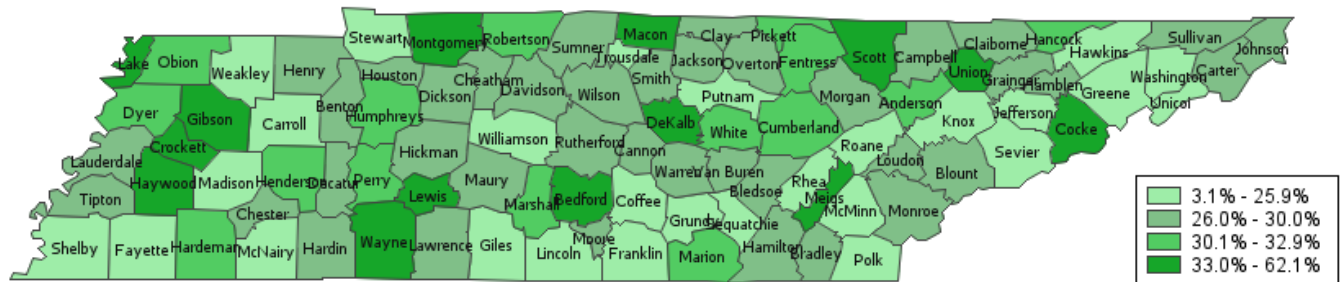 Stewart
Montgomery
Robertson
Sumner
Macon
Trousdale
Clay
Pickett
Jackson
Overton
Fentress
Scott
Campbell
Claiborne
Hancock
Hawkins
Sullivan
Johnson
Lake
Obion
Weakley
Henry
Houston
Cheatham
Davidson
Wilson
Smith
Putnam
Morgan
Anderson
Union
Grainger
Hamblen
Greene
Washington
Carter
Unicol
Dyer
Gibson
Carroll
Benton
Humphreys
Dickson
Williamson
Rutherford
DeKalb
White
Cumberland
Roane
Knox
Jefferson
Cocke
Sevier
Crockett
Lauderdale
Haywood
Madison
Henderson
Decatur
Perry
Hickman
Lewis
Maury
Marshall
Bedford
Cannon
Coffee
Warren
Van Buren
Bledsoe
Rhea
Meigs
Loudon
Blount
McMinn
Monroe
Tipton
Chester
Shelby
Fayette
Hardeman
McNairy
Hardin
Wayne
Lawrence
Giles
Lincoln
Moore
Franklin
Grundy
Sequatchie
Marion
Hamilton
Bradley
Polk
3.1% - 25.9%
26.0% - 30.0%
30.1% - 32.9%
33.0% - 62.1%